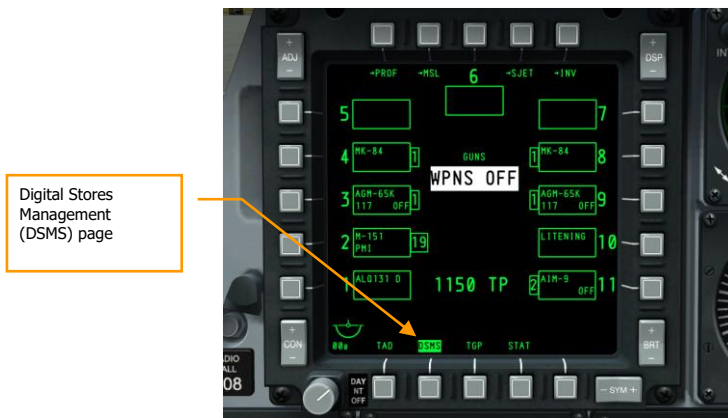 Digital Stores
Management
(DSMS) page
+
ADJ
-
+
DSP
-
→PROF →MSL 6 →SJET →INV
5
7
4 MK-84 1
GUNS
1 MK-84 8
WPNS OFF
3 AGM-65K 1
117 OFF
1 AGM-65K 9
117 OFF
2 M-151 19
PMI
LITENING 10
1 ALQ131 D
1150 TP
2 AIM-9 11
OFF
+
CON
-
+
BRT
-
TAD DSMS TGP STAT
DAY
NT
OFF
- SYM +
08